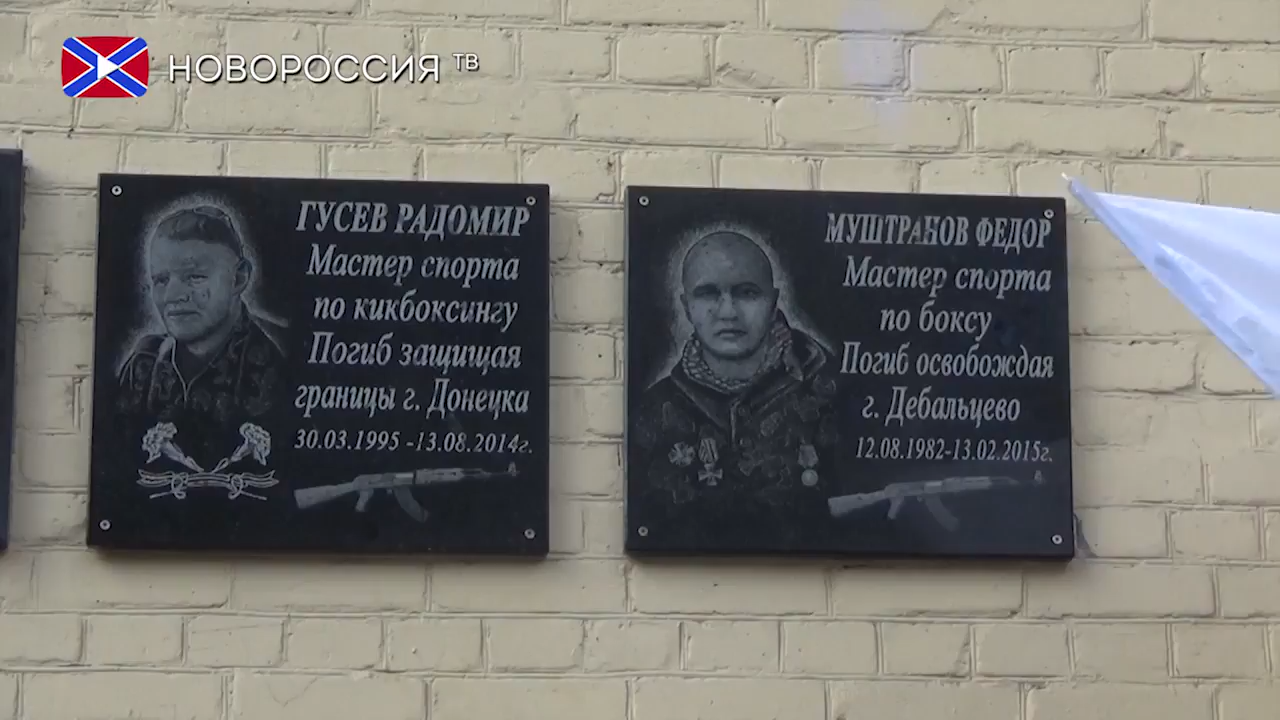 НОВОРОССИЯ ТВ
ГУСЕВ РАДОМИР
Мастер спорта
по кикбоксингу
Погиб защищая
границы г. Донецка
30.03.1995 -13.08.2014г.
МУШТРАНОВ ФЕДОР
Мастер спорта
по боксу
Погиб освобождая
г. Дебальцево
12.08.1982-13.02.2015г.